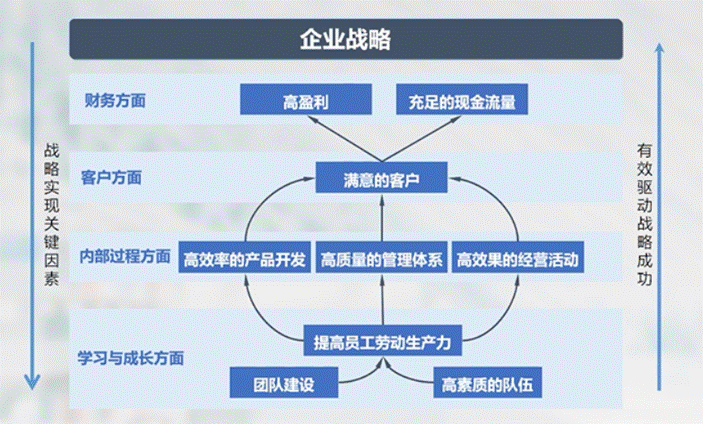 企业战略
财务方面
高盈利
充足的现金流量
客户方面
满意的客户
内部过程方面
高效率的产品开发
高质量的管理体系
高效果的经营活动
学习与成长方面
提高员工劳动生产力
团队建设
高素质的队伍
战略实现关键因素
有效驱动战略成功